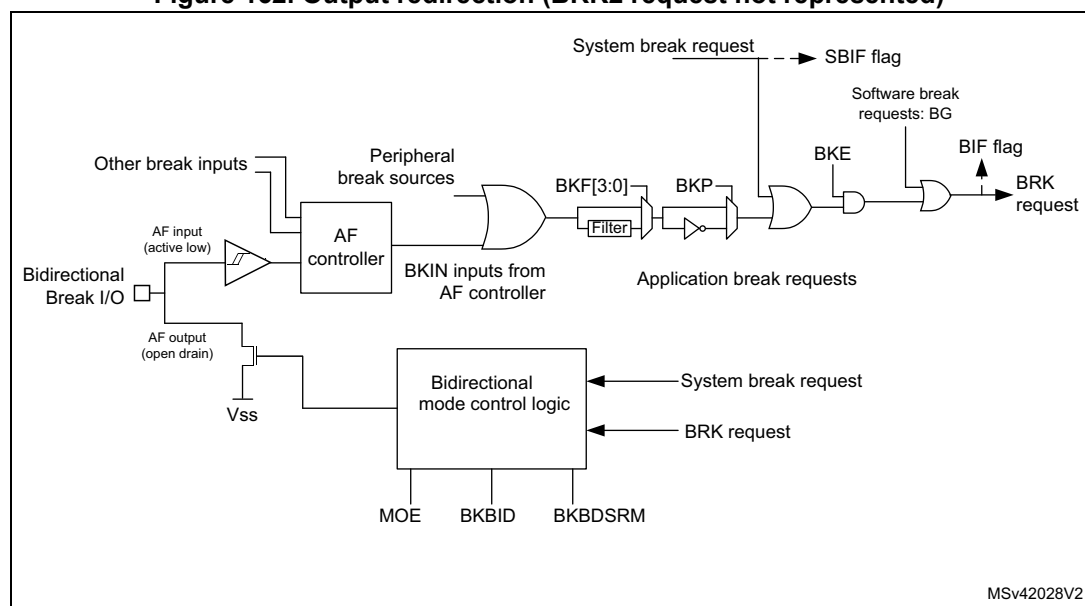 Figure 152. Output redirection (BRK2 request not represented)
System break request
SBIF flag
Software break
requests: BG
BIF flag
BRK
request
BKE
Other break inputs
Peripheral
break sources
BKF[3:0]
BKP
Filter
AF input
(active low)
AF
controller
BKIN inputs from
AF controller
Application break requests
Bidirectional
Break I/O
AF output
(open drain)
Vss
Bidirectional
mode control logic
System break request
BRK request
MOE
BKBID
BKBDSRM
MSv42028V2